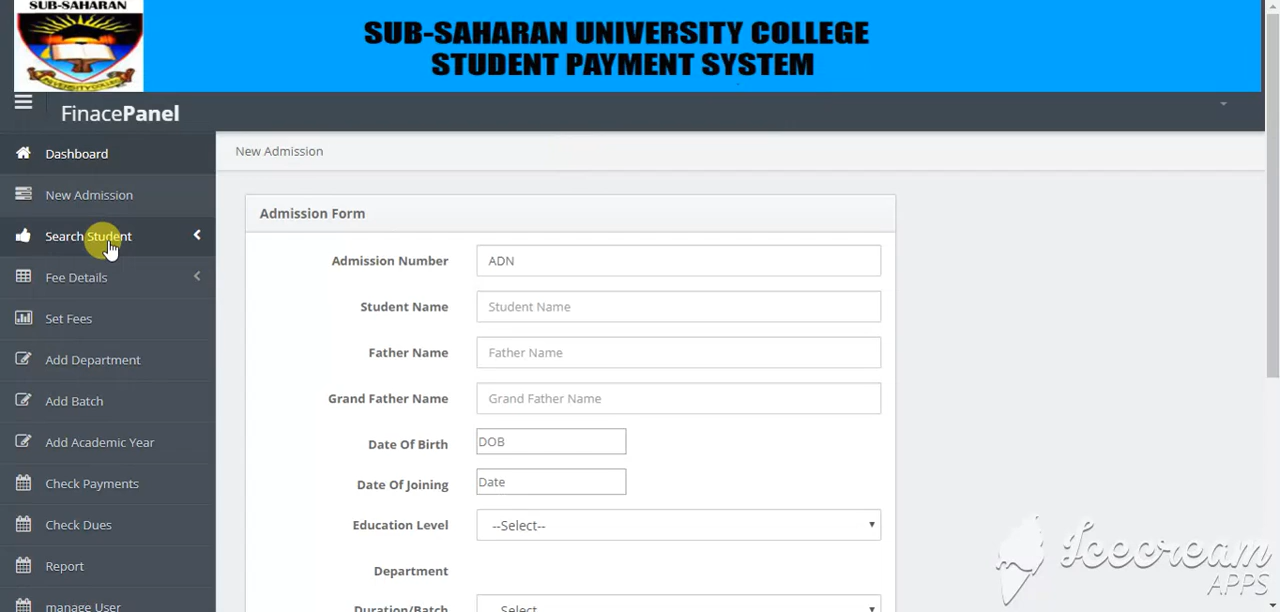 SUB-SAHARAN
UNIVERSITY COLLEGE
SUB-SAHARAN UNIVERSITY COLLEGE
STUDENT PAYMENT SYSTEM
FinacePanel
Dashboard
New Admission
Search Student
Fee Details
Set Fees
Add Department
Add Batch
Add Academic Year
Check Payments
Check Dues
Report
manage User
New Admission
Admission Form
Admission Number ADN
Student Name Student Name
Father Name Father Name
Grand Father Name Grand Father Name
Date Of Birth DOB
Date Of Joining Date
Education Level --Select--
Department
Duration/Batch --Select--
Icecream
APPS